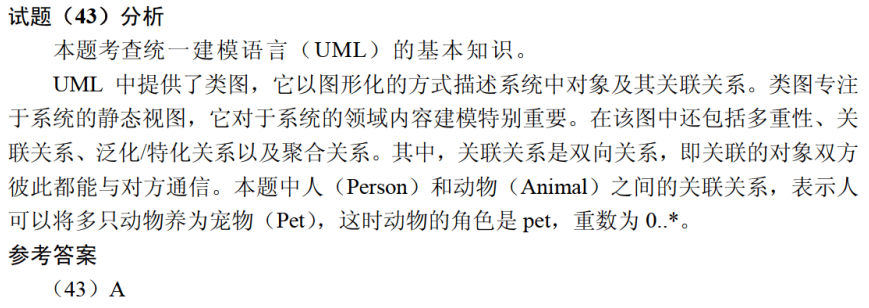 试题（43）分析
本题考查统一建模语言（UML）的基本知识。
UML 中提供了类图，它以图形化的方式描述系统中对象及其关联关系。类图专注
于系统的静态视图，它对于系统的领域内容建模特别重要。在该图中还包括多重性、关
联关系、泛化/特化关系以及聚合关系。其中，关联关系是双向关系，即关联的对象双方
彼此都能与对方通信。本题中人（Person）和动物（Animal）之间的关联关系，表示人
可以将多只动物养为宠物（Pet），这时动物的角色是 pet，重数为 0..*。
参考答案
（43）A